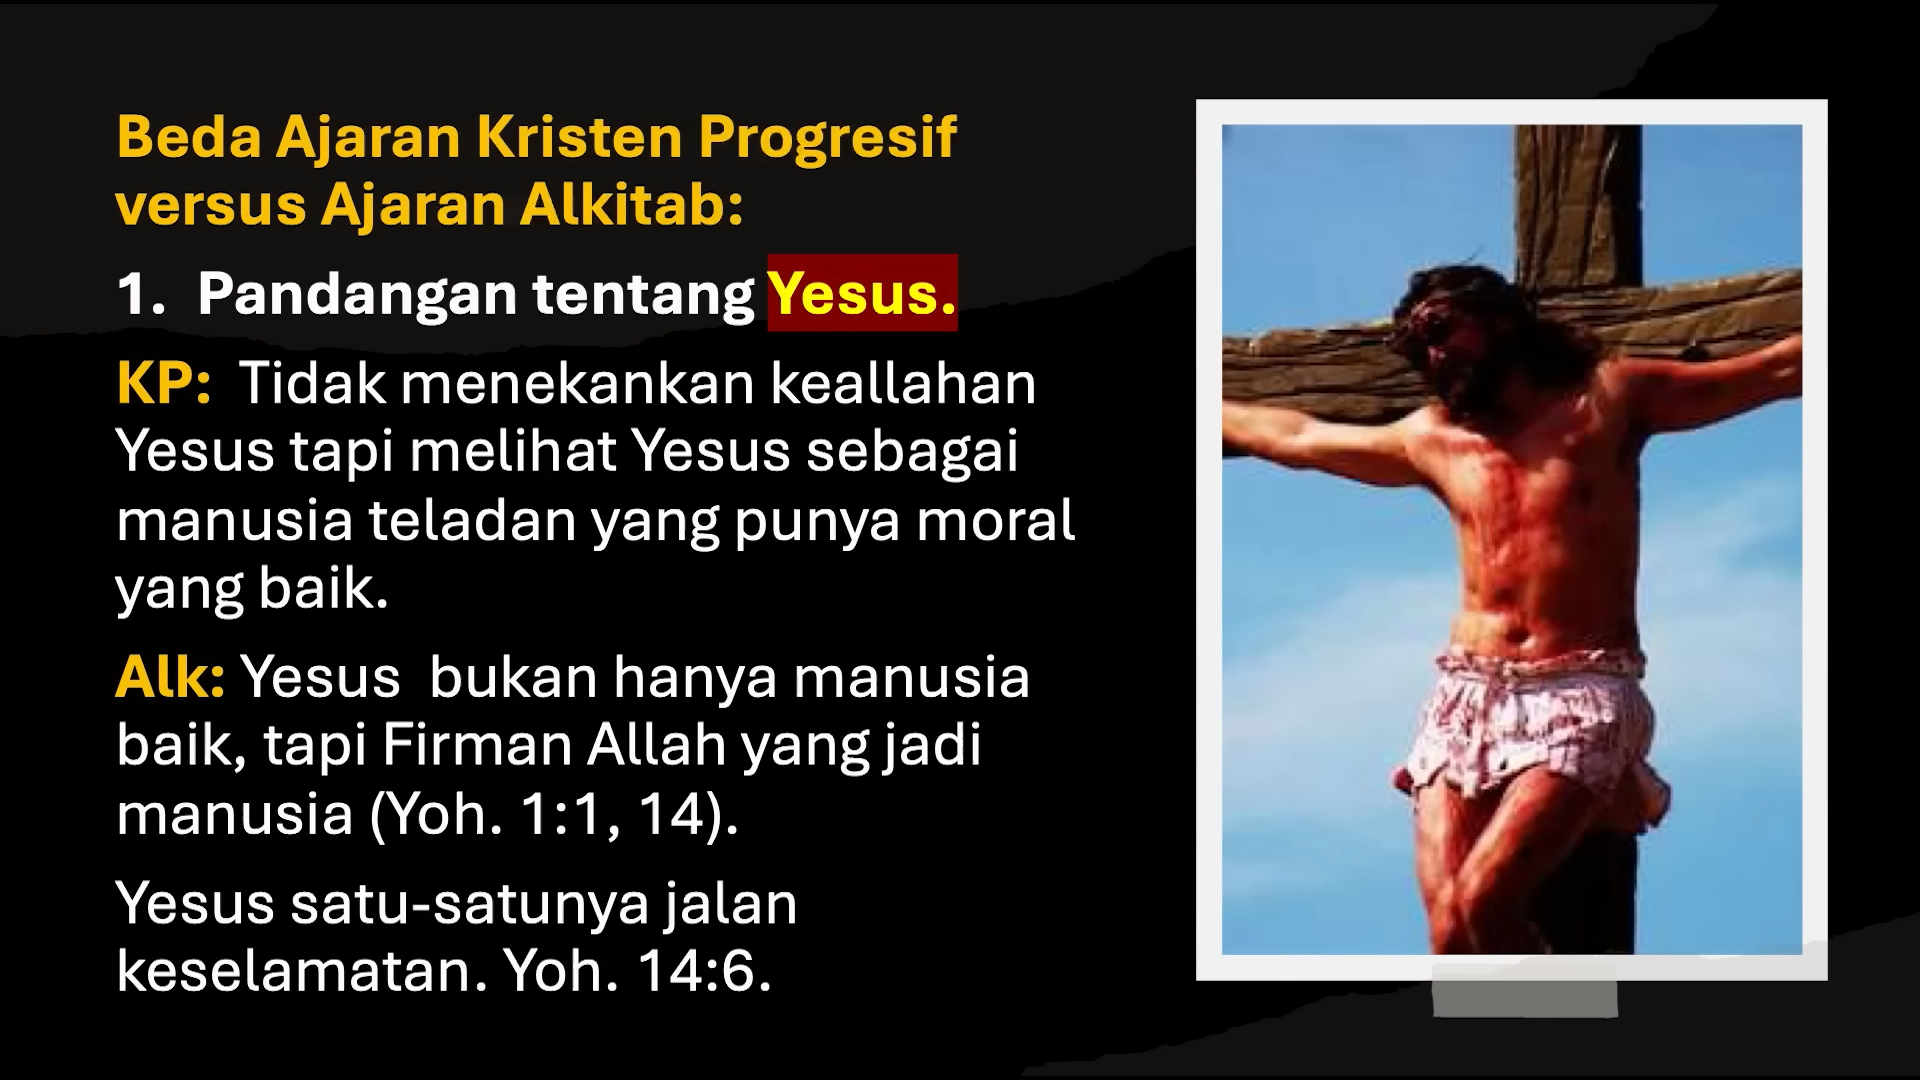 Beda Ajaran Kristen Progresif
versus Ajaran Alkitab:
1. Pandangan tentang Yesus.
KP: Tidak menekankan keallahan
Yesus tapi melihat Yesus sebagai
manusia teladan yang punya moral
yang baik.
Alk: Yesus bukan hanya manusia
baik, tapi Firman Allah yang jadi
manusia (Yoh. 1:1, 14).
Yesus satu-satunya jalan
keselamatan. Yoh. 14:6.